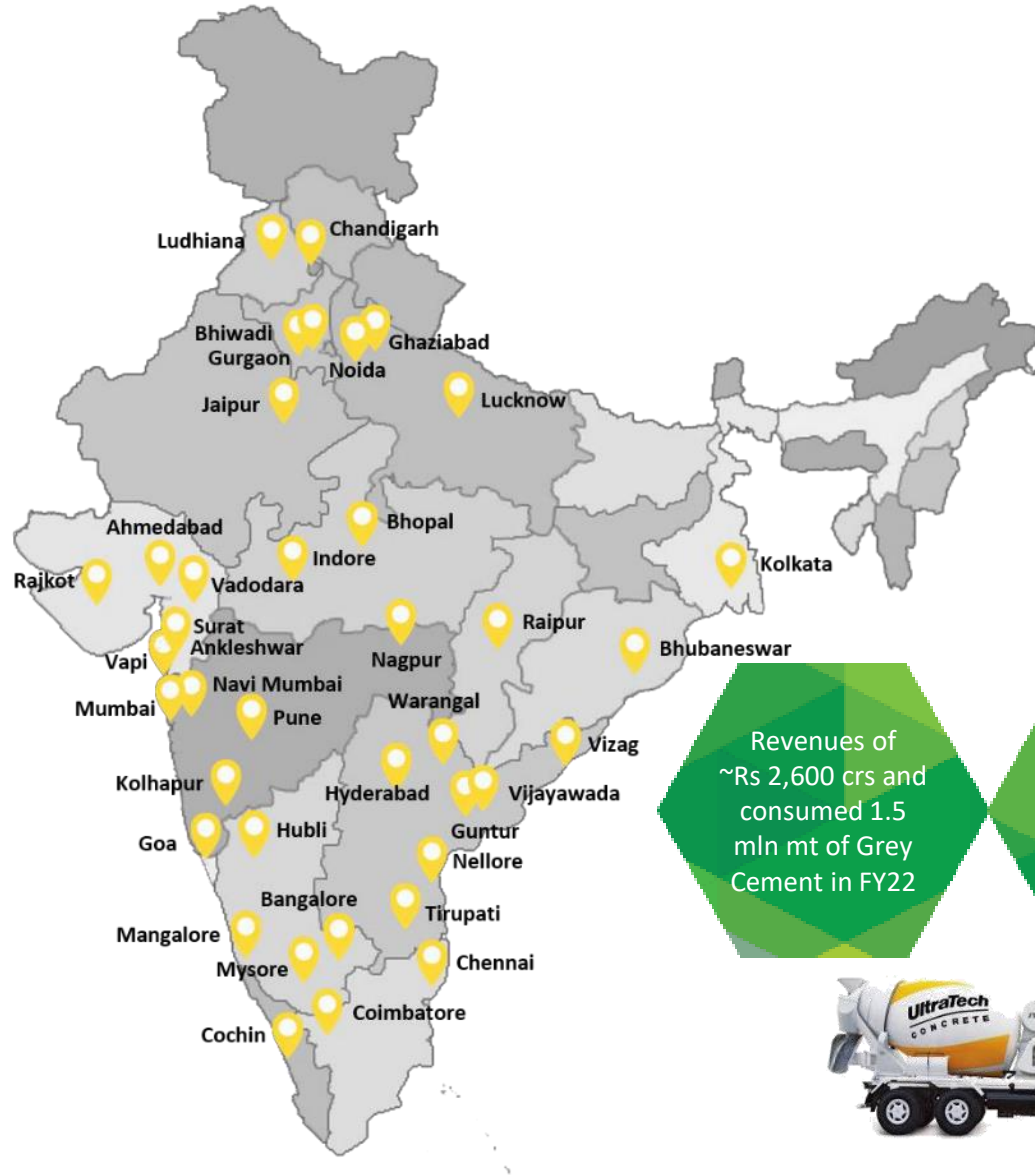 Ludhiana
Chandigarh
Bhiwadi
Gurgaon
Noida
Ghaziabad
Jaipur
Lucknow
Ahmedabad
Bhopal
Indore
Rajkot
Vadodara
Kolkata
Surat
Ankleshwar
Vapi
Nagpur
Raipur
Bhubaneswar
Navi Mumbai
Mumbai
Pune
Warangal
Vizag
Kolhapur
Hyderabad
Vijayawada
Guntur
Goa
Hubli
Nellore
Bangalore
Tirupati
Mangalore
Mysore
Chennai
Coimbatore
Cochin
Revenues of
~Rs 2,600 crs and
consumed 1.5
mln mt of Grey
Cement in FY22
UltraTech
CONCRETE